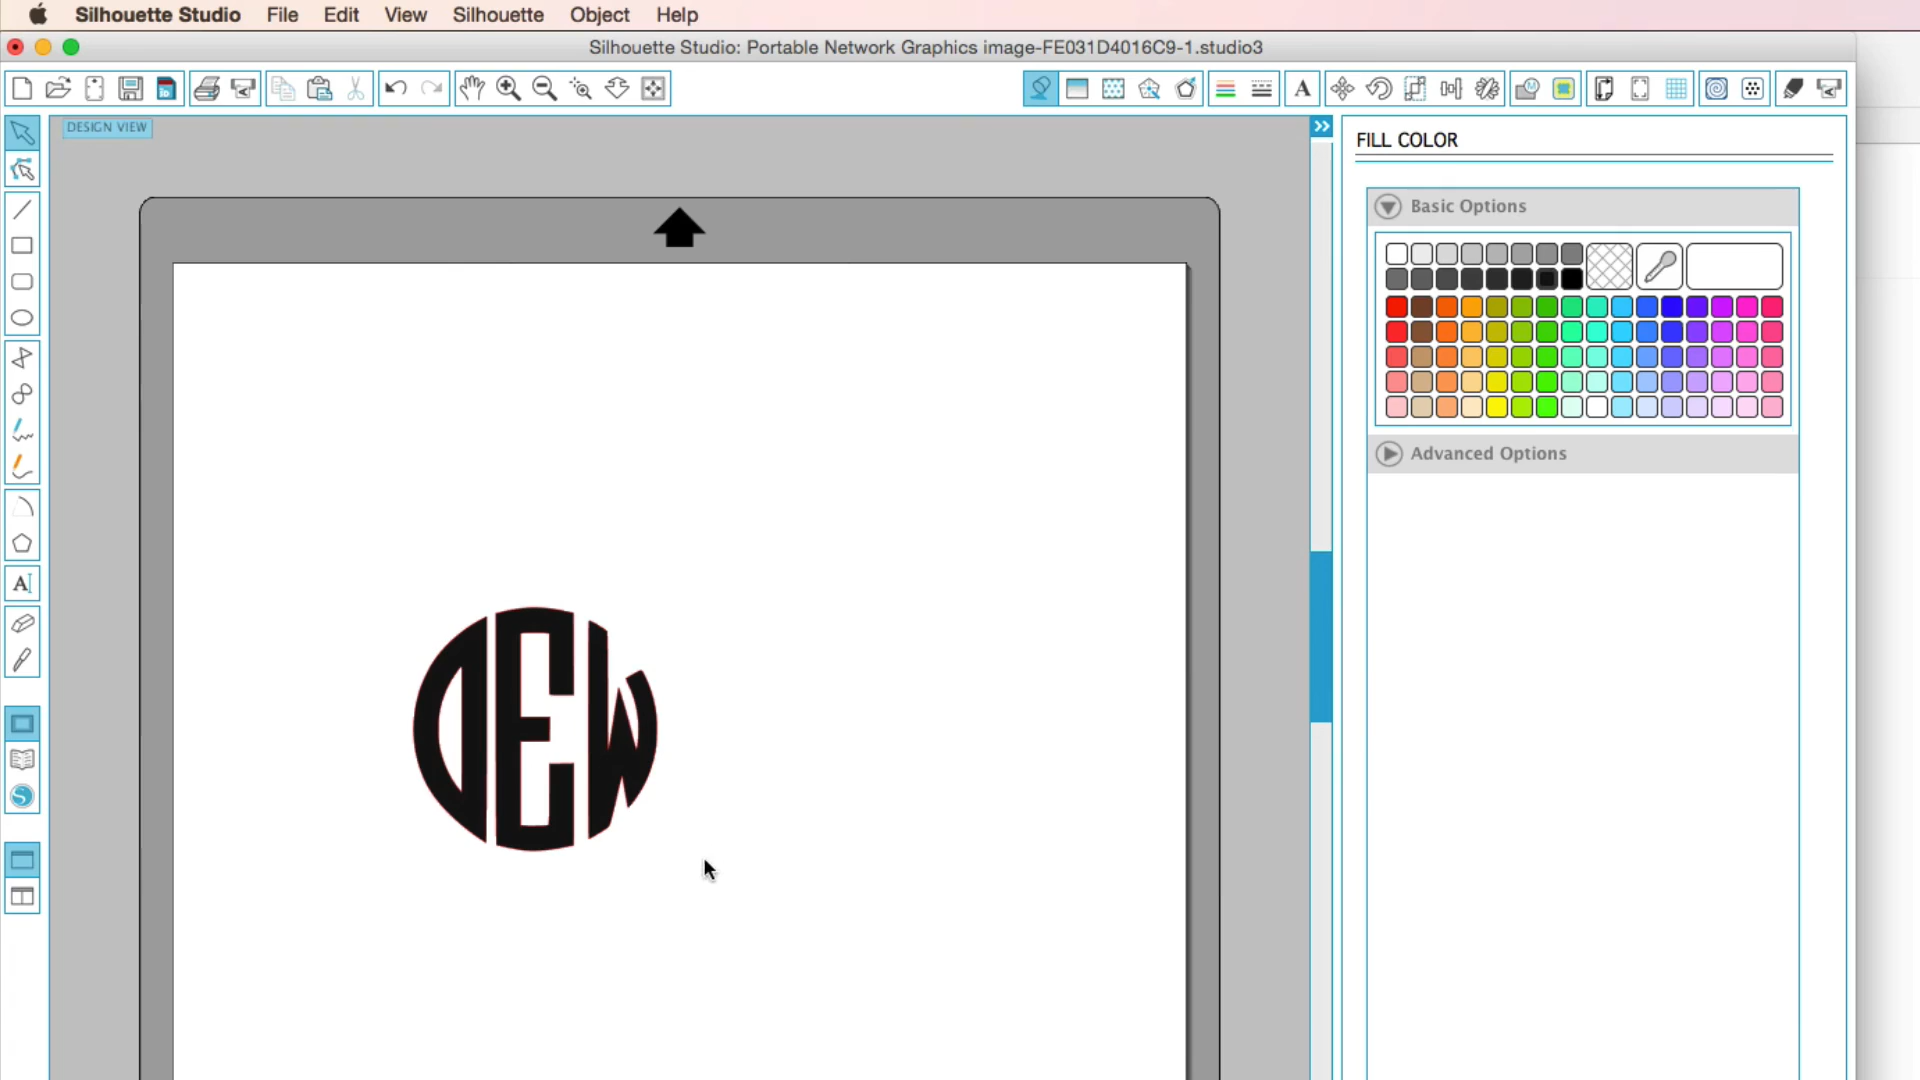 Silhouette Studio File Edit View Silhouette Object Help
Silhouette Studio: Portable Network Graphics image-FE031D4016C9-1.studio3
DESIGN VIEW
FILL COLOR
Basic Options
Advanced Options
DEW